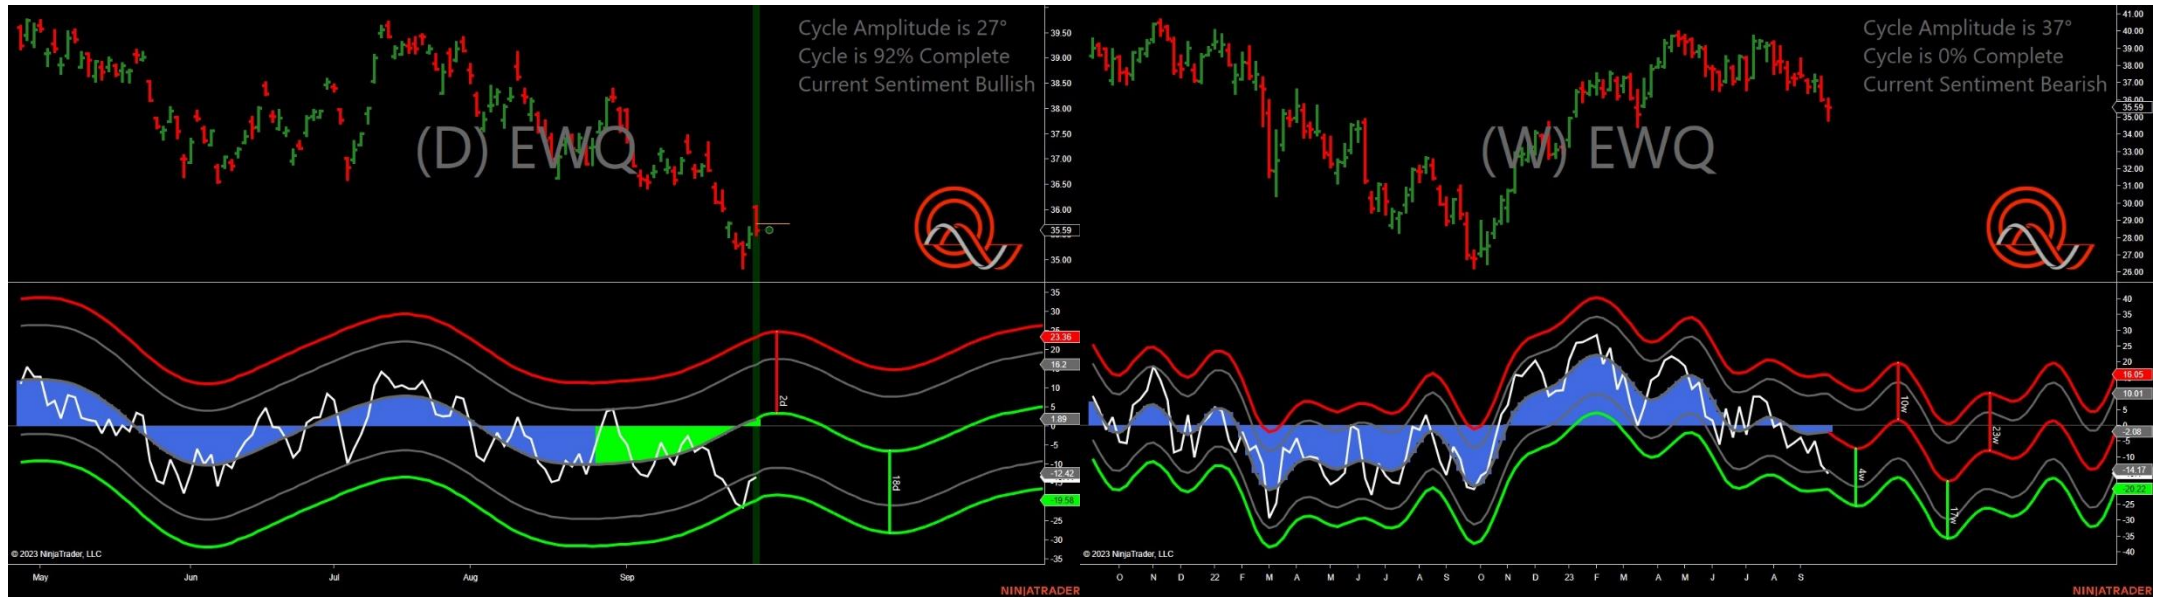 Cycle Amplitude is 27°
Cycle is 92% Complete
Current Sentiment Bullish
(D) EWQ
39.50
39.00
38.50
38.00
37.50
37.00
36.50
36.00
35.59
35.00
35
30
25
23.36
20
16.2
10
5
1.89
0
-5
-10
-12.42
-19.58
-25
-30
-35
2d
18d
© 2023 NinjaTrader, LLC
May
Jun
Jul
Aug
Sep
NINJATRADER
Cycle Amplitude is 37°
Cycle is 0% Complete
Current Sentiment Bearish
(W) EWQ
41.00
40.00
39.00
38.00
37.00
36.00
35.59
35.00
34.00
33.00
32.00
31.00
30.00
29.00
28.00
27.00
26.00
40
35
30
25
20
16.05
10.01
5
0
-2.08
-5
-10
-14.17
-20.22
-25
-30
-35
-40
10w
23w
4w
17w
© 2023 NinjaTrader, LLC
O N D 22 F M A M J J A S O N D 23 F M A M J J A S
NINJATRADER